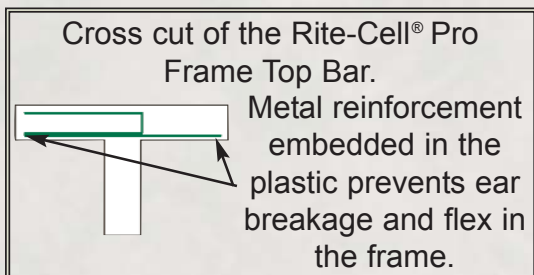 Cross cut of the Rite-Cell® Pro
Frame Top Bar.
Metal reinforcement
embedded in the
plastic prevents ear
breakage and flex in
the frame.